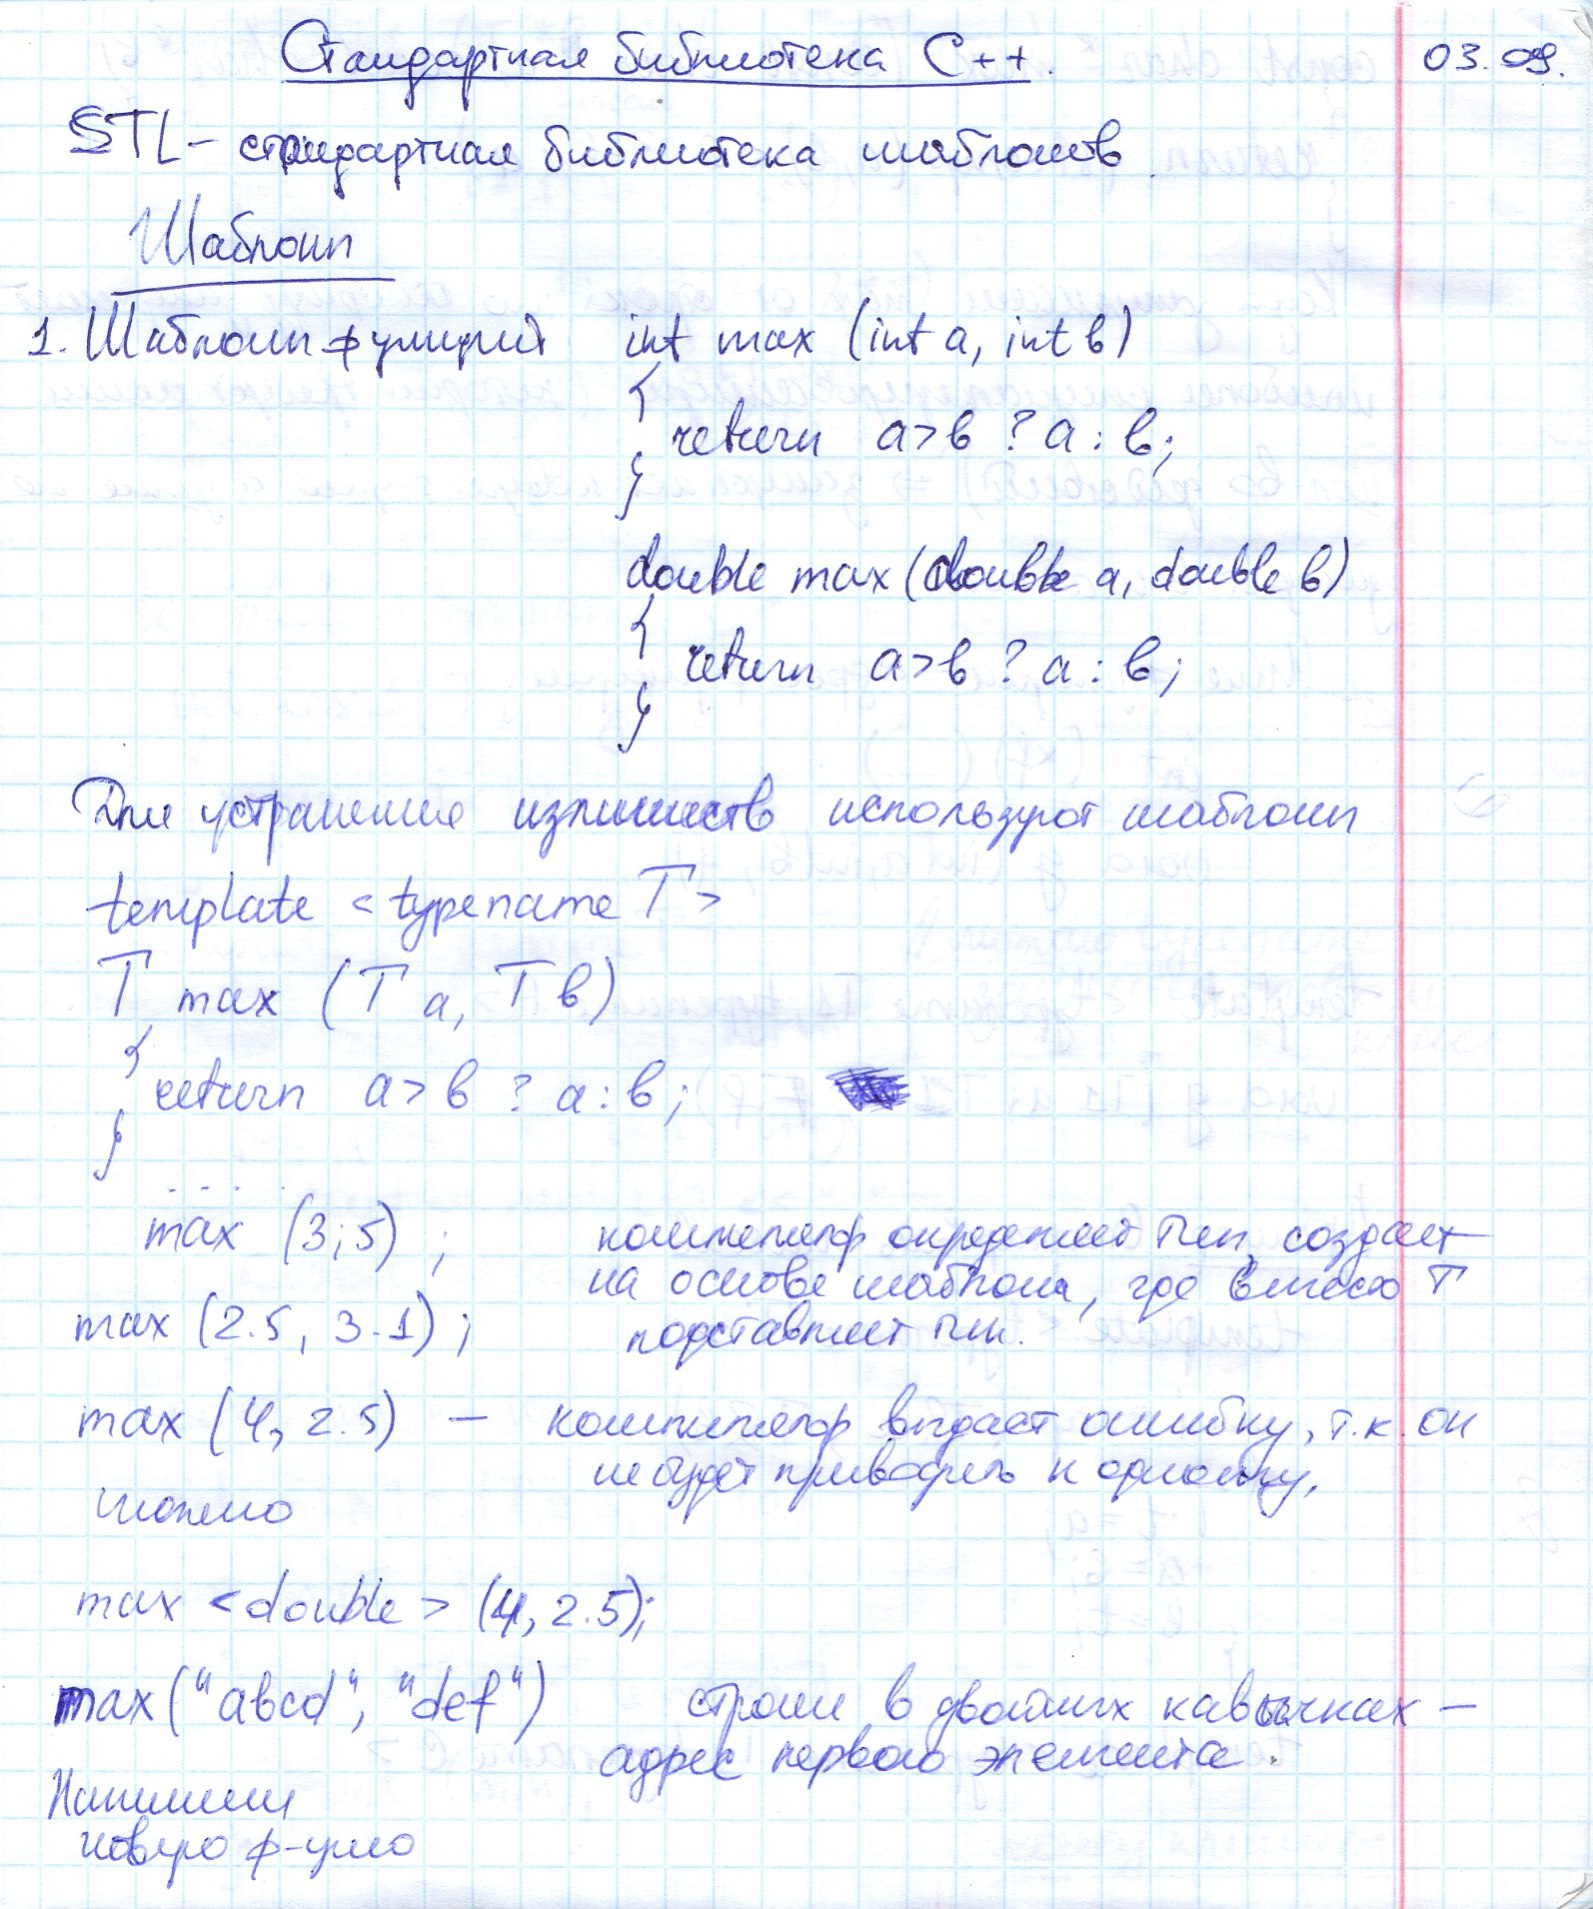 Стандартная библиотека C++.
03.09.
STL - стандартная библиотека шаблонов
Шаблоны
1. Шаблоны функций
int max (int a, int b)
{
return a > b ? a : b;
}
double max (double a, double b)
{
return a > b ? a : b;
}
Для устранения излишеств используют шаблоны
template <typename T>
T max (T a, T b)
{
return a > b ? a : b;
}
. . . .
max (3; 5) ;
компилятор определяет тип, создает
на основе шаблона, где вместо T
max (2.5, 3.1) ;
подставляет тип.
max (4, 2.5) — компилятор выдаст ошибку, т.к. он
не будет приводить к одному,
можно
max <double> (4, 2.5);
max("abcd", "def")
строки в двойных кавычках —
адрес первого элемента.
Напишем
новую ф-цию